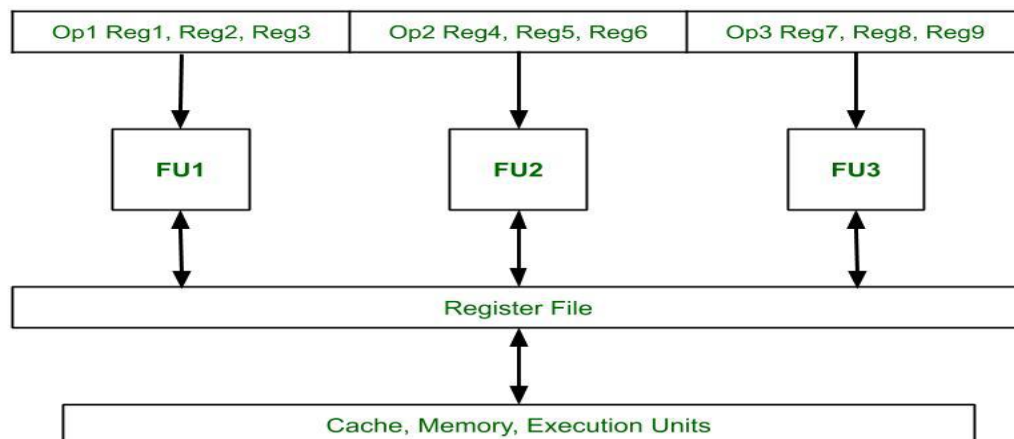 Op1 Reg1, Reg2, Reg3 Op2 Reg4, Reg5, Reg6 Op3 Reg7, Reg8, Reg9
FU1 FU2 FU3
Register File
Cache, Memory, Execution Units